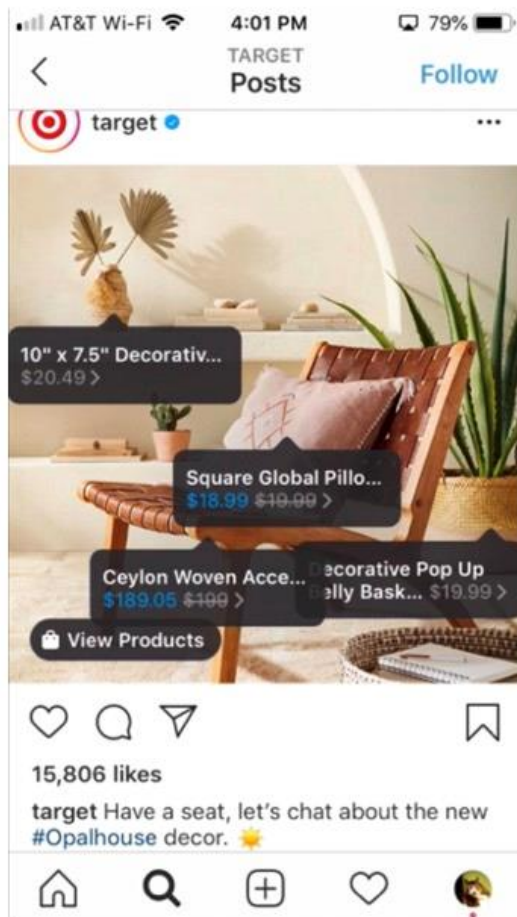 AT&T Wi-Fi 4:01 PM 79%
TARGET
Posts
Follow
target
10" x 7.5" Decorativ...
$20.49 >
Square Global Pillo...
$18.99 $19.99 >
Ceylon Woven Acce...
$189.05 $199 >
Decorative Pop Up
Belly Bask... $19.99 >
View Products
15,806 likes
target Have a seat, let's chat about the new
#Opalhouse decor. ☀️